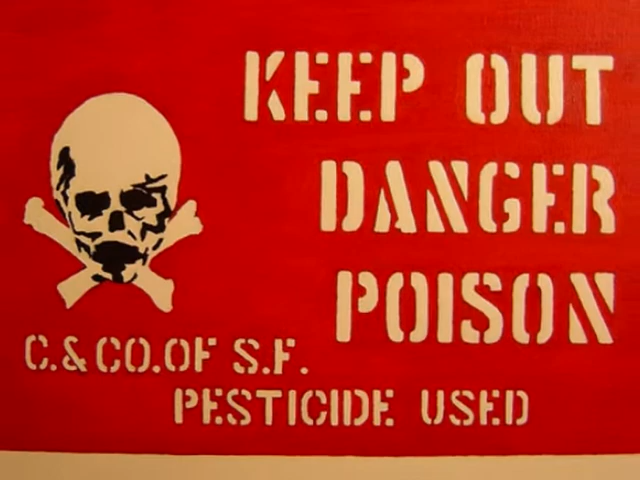 KEEP OUT
DANGER
POISON
C.&CO.OF S.F.
PESTICIDE USED